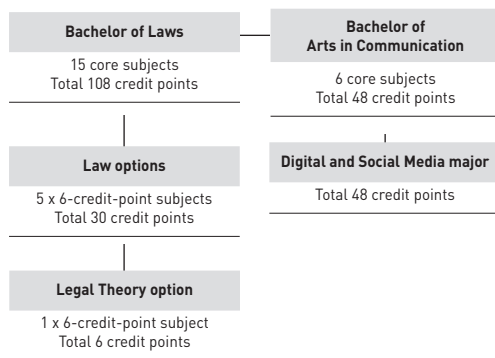 Bachelor of Laws
15 core subjects
Total 108 credit points
Law options
5 x 6-credit-point subjects
Total 30 credit points
Legal Theory option
1 x 6-credit-point subject
Total 6 credit points
Bachelor of
Arts in Communication
6 core subjects
Total 48 credit points
Digital and Social Media major
Total 48 credit points